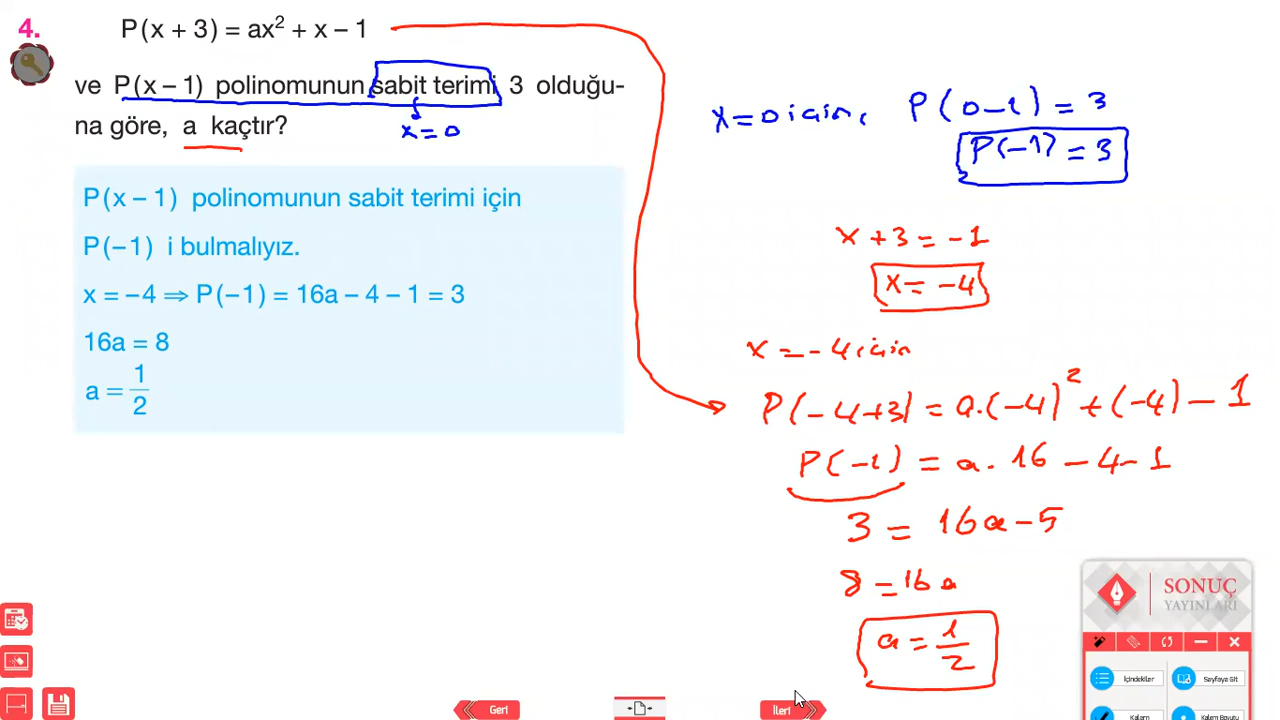 4.
P(x + 3) = ax² + x – 1
ve P(x – 1) polinomunun sabit terimi 3 olduğu-
na göre, a kaçtır?
x = 0
P(x – 1) polinomunun sabit terimi için
P(– 1) i bulmalıyız.
x = –4 ⇒ P(–1) = 16a – 4 – 1 = 3
16a = 8
a = 1/2
x = 0 için, P(0-1) = 3
P(-1) = 3
x + 3 = -1
x = -4
x = -4 için
P(-4+3) = a.(-4)² + (-4) - 1
P(-1) = a.16 - 4 - 1
3 = 16a - 5
8 = 16a
a = 1/2
SONUÇ
YAYINLARI
İçindekiler
Sayfaya Git
Kalem
Kalem Boyutu
Geri
İleri